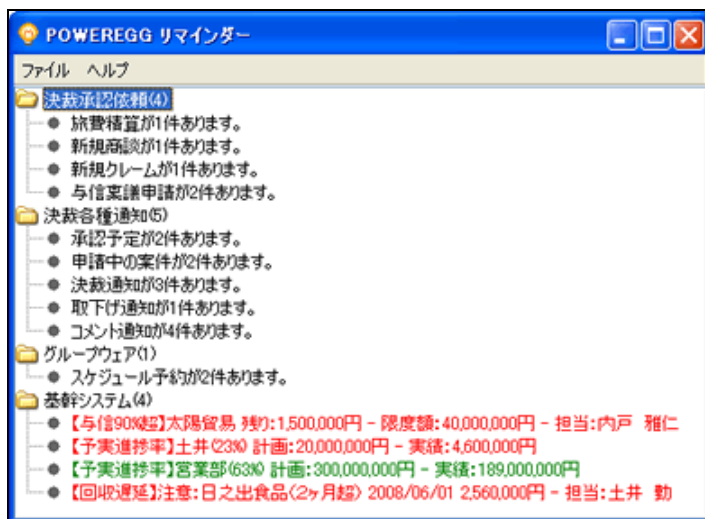 POWEREGG リマインダー
ファイル ヘルプ
決裁承認依頼(4)
旅費精算が1件あります。
新規商談が1件あります。
新規クレームが1件あります。
与信稟議申請が2件あります。
決裁各種通知(5)
承認予定が2件あります。
申請中の案件が2件あります。
決裁通知が3件あります。
取下げ通知が1件あります。
コメント通知が4件あります。
グループウェア(1)
スケジュール予約が2件あります。
基幹システム(4)
【与信90%超】太陽貿易 残り:1,500,000円 - 限度額:40,000,000円 - 担当:内戸 雅仁
【予実進捗率】土井(23%) 計画:20,000,000円 - 実績:4,600,000円
【予実進捗率】営業部(63%) 計画:300,000,000円 - 実績:189,000,000円
【回収遅延】注意:日之出食品(2ヶ月超) 2008/06/01 2,560,000円 - 担当:土井 勤